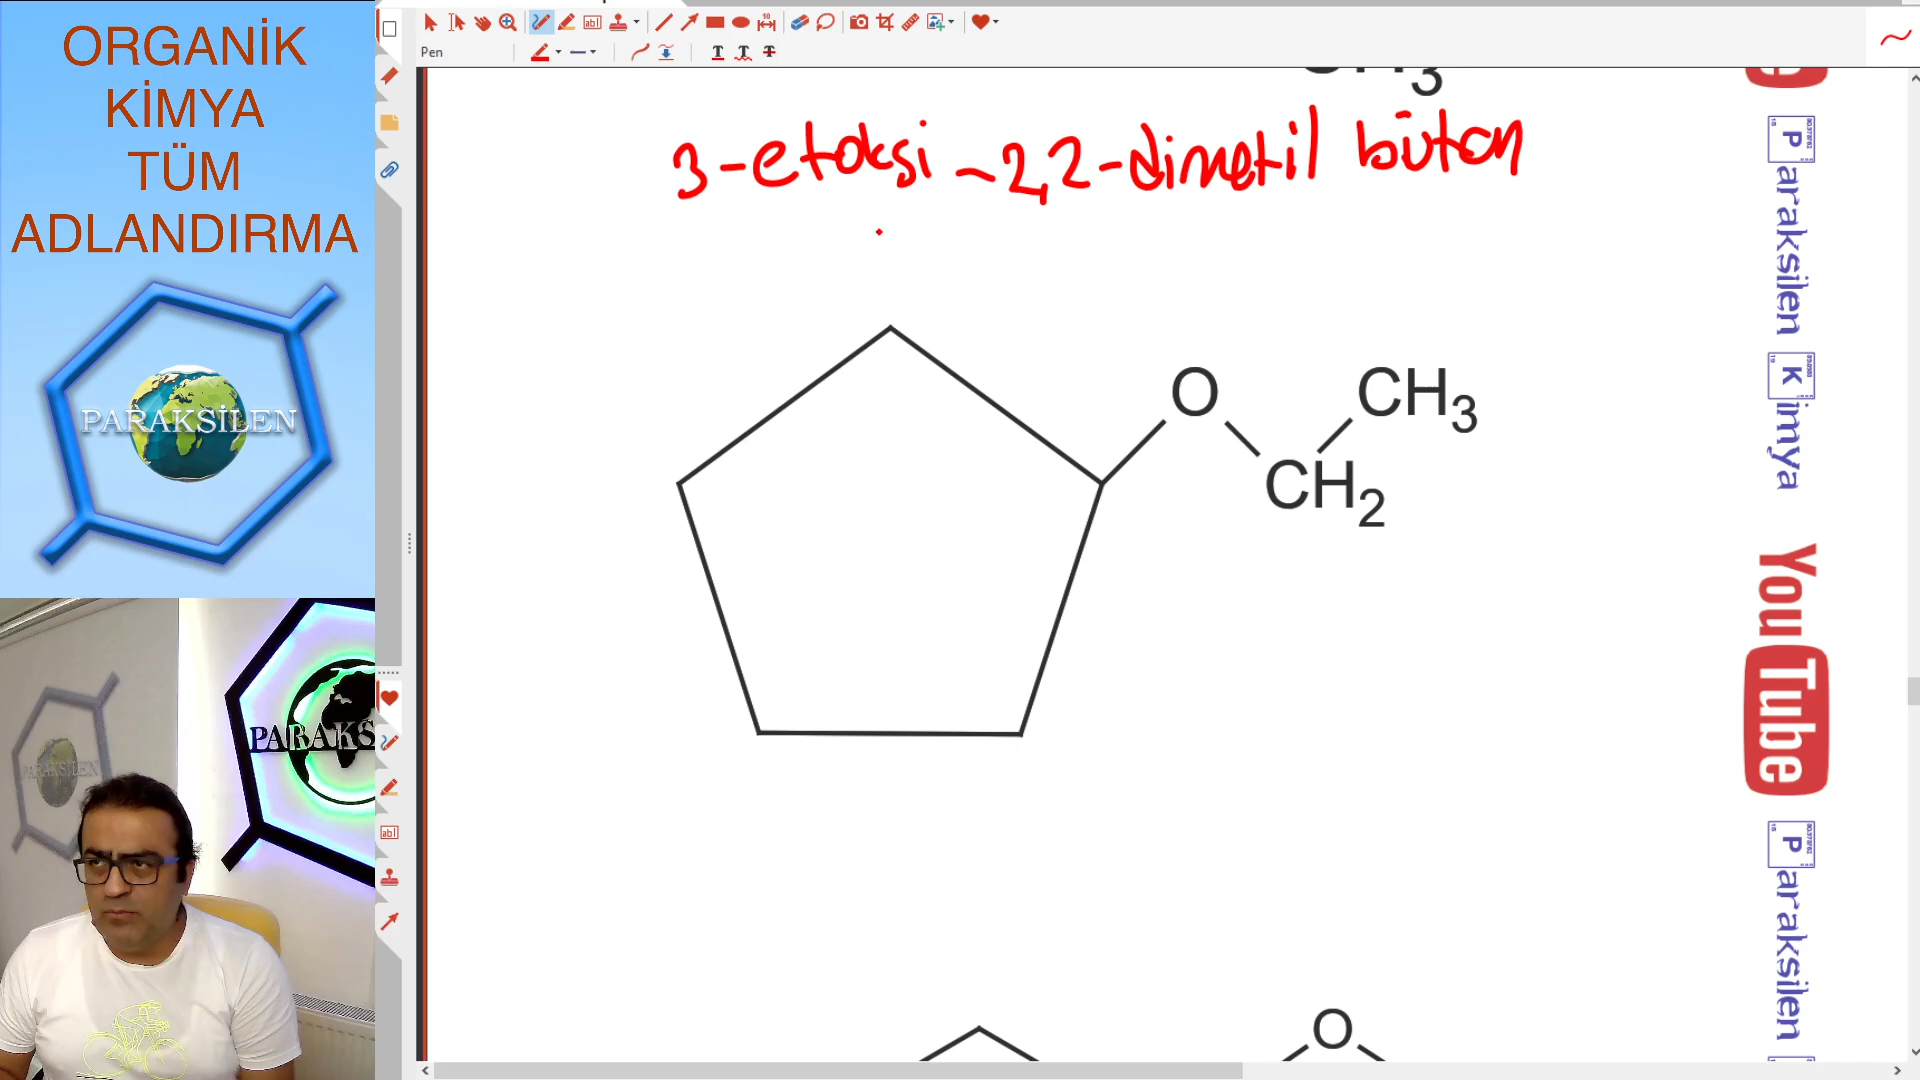 ORGANİK
KİMYA
TÜM
ADLANDIRMA
PARAKSİLEN
PARAKSİLEN
PARAKS
Pen
3-etoksi-2,2-dimetil bütan
O
CH3
CH2
O
Paraksilen Kimya
YouTube
Paraksilen